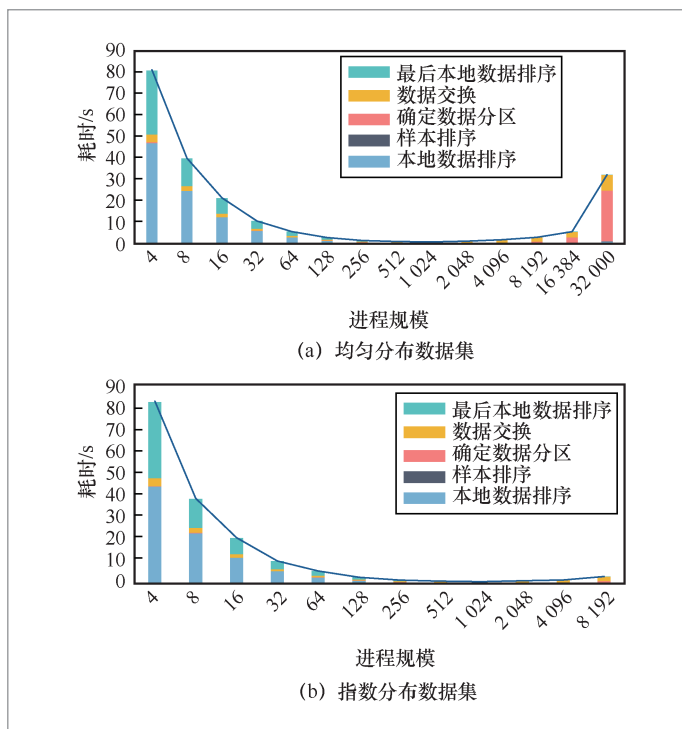 90
80
70
60
50
40
30
20
10
0
耗时/s
最后本地数据排序
数据交换
确定数据分区
样本排序
本地数据排序
4 8 16 32 64 128 256 512 1 024 2 048 4 096 8 192 16 384 32 000
进程规模
(a) 均匀分布数据集
90
80
70
60
50
40
30
20
10
0
耗时/s
最后本地数据排序
数据交换
确定数据分区
样本排序
本地数据排序
4 8 16 32 64 128 256 512 1 024 2 048 4 096 8 192
进程规模
(b) 指数分布数据集